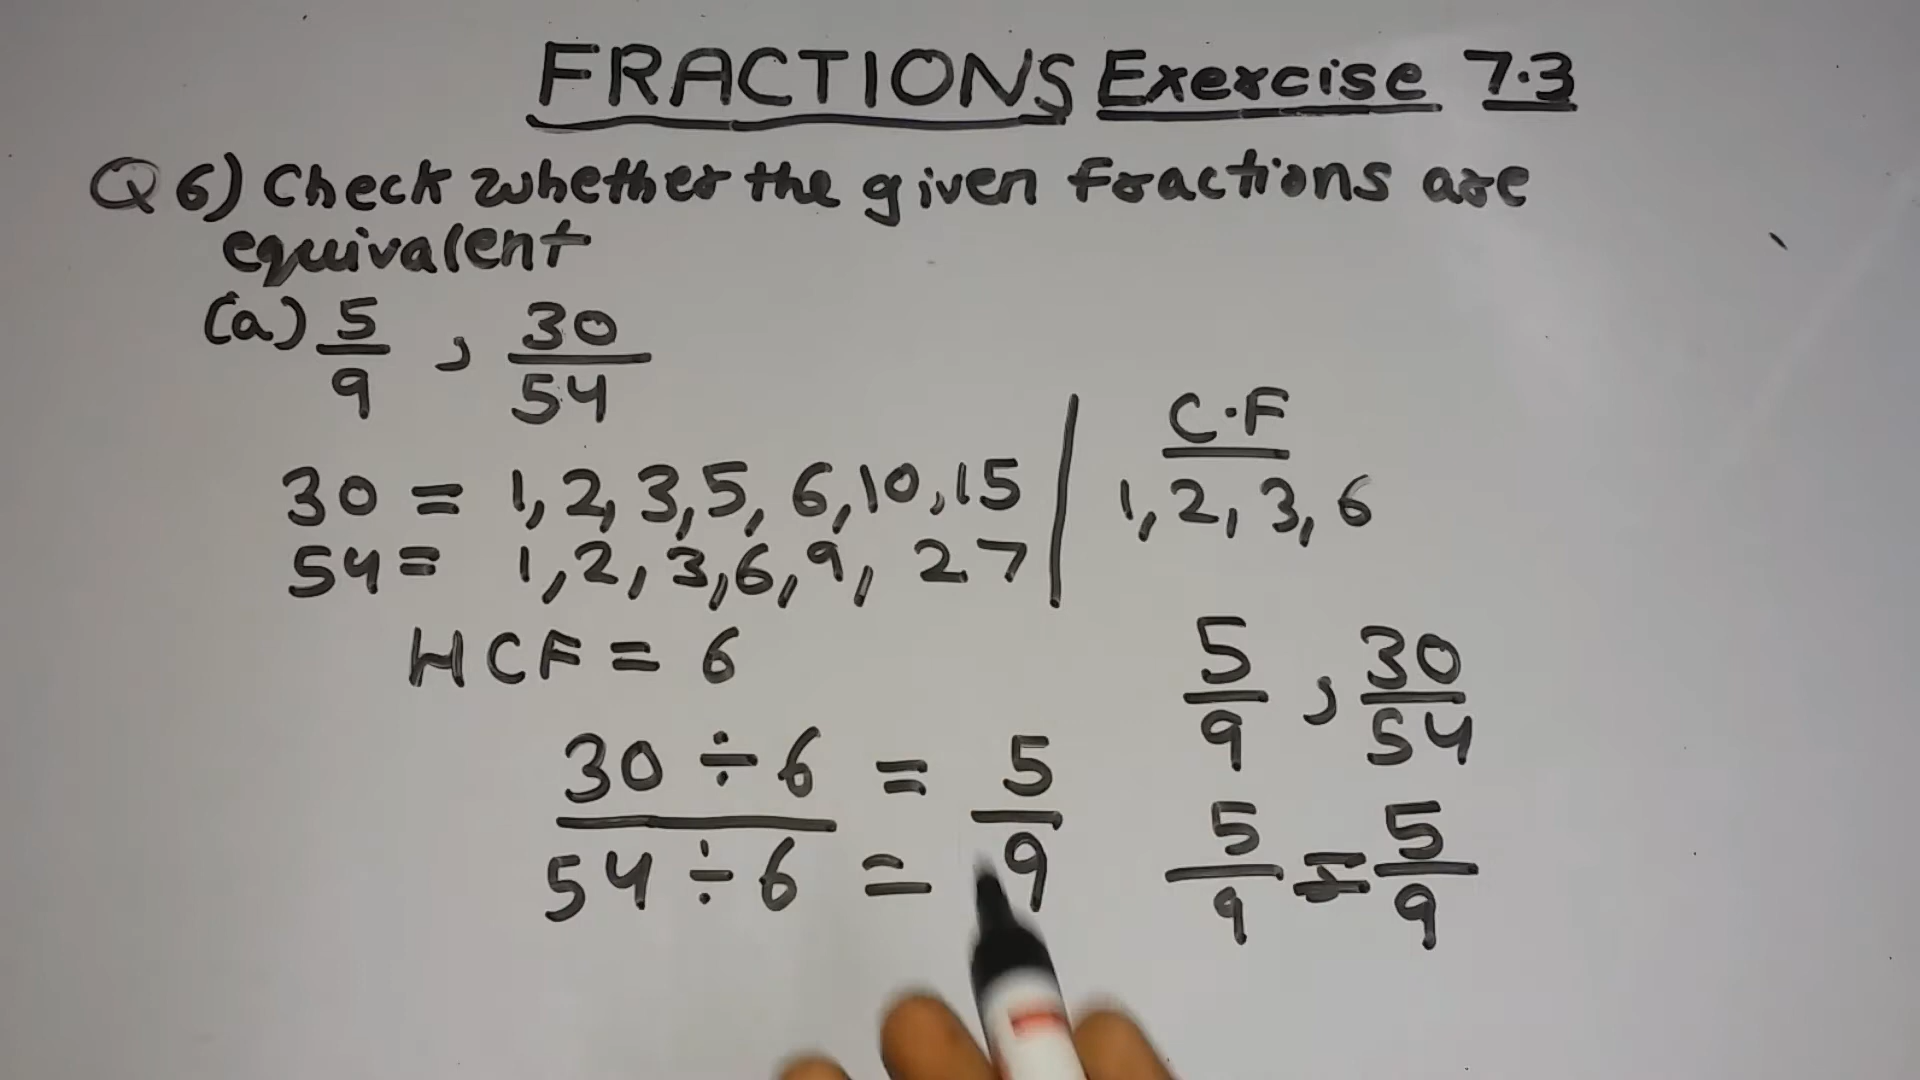 FRACTIONS Exercise 7.3
Q 6) Check whether the given fractions are
equivalent
(a) 5/9 , 30/54
30 = 1, 2, 3, 5, 6, 10, 15
54 = 1, 2, 3, 6, 9, 27
C.F
1, 2, 3, 6
HCF = 6
30 ÷ 6 = 5
54 ÷ 6 = 9
5/9 , 30/54
5/9 = 5/9